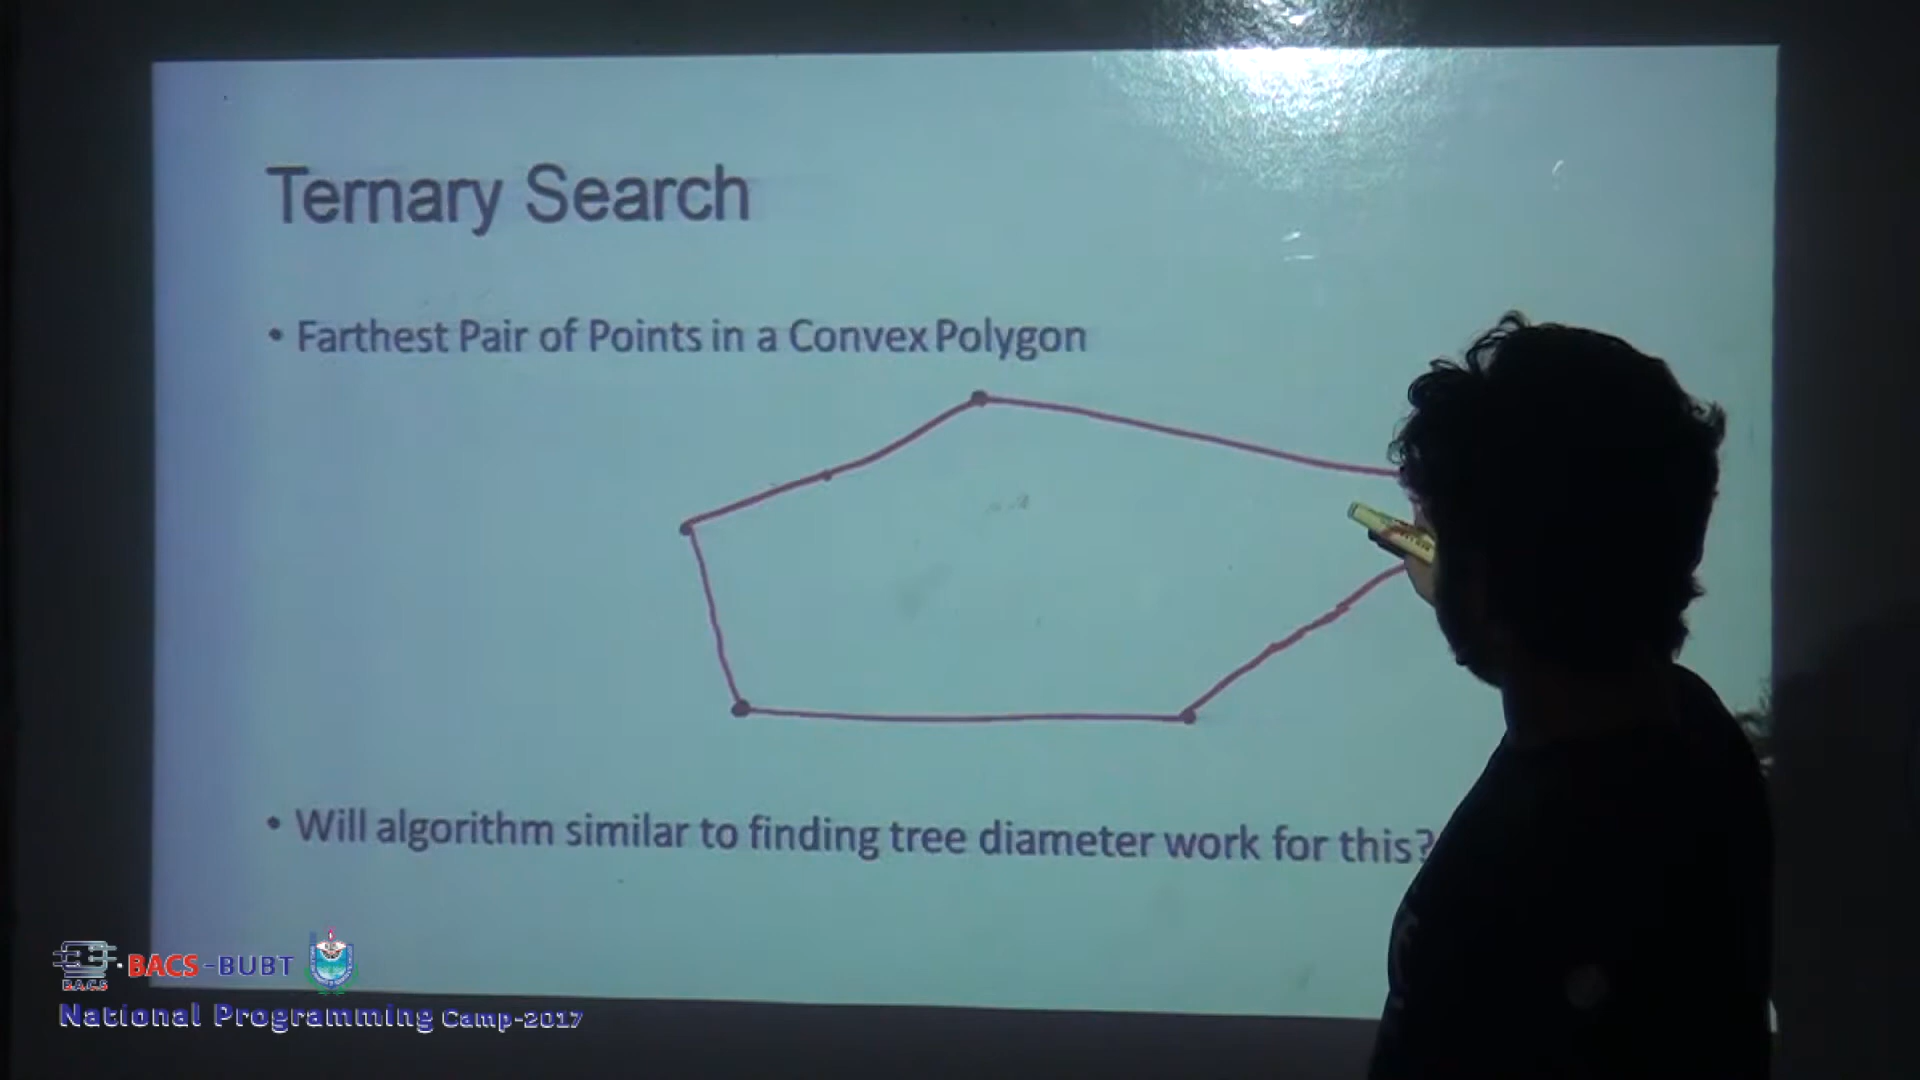 Ternary Search
• Farthest Pair of Points in a Convex Polygon
• Will algorithm similar to finding tree diameter work for this?
B.A.C.S
BACS-BUBT
National Programming Camp-2017